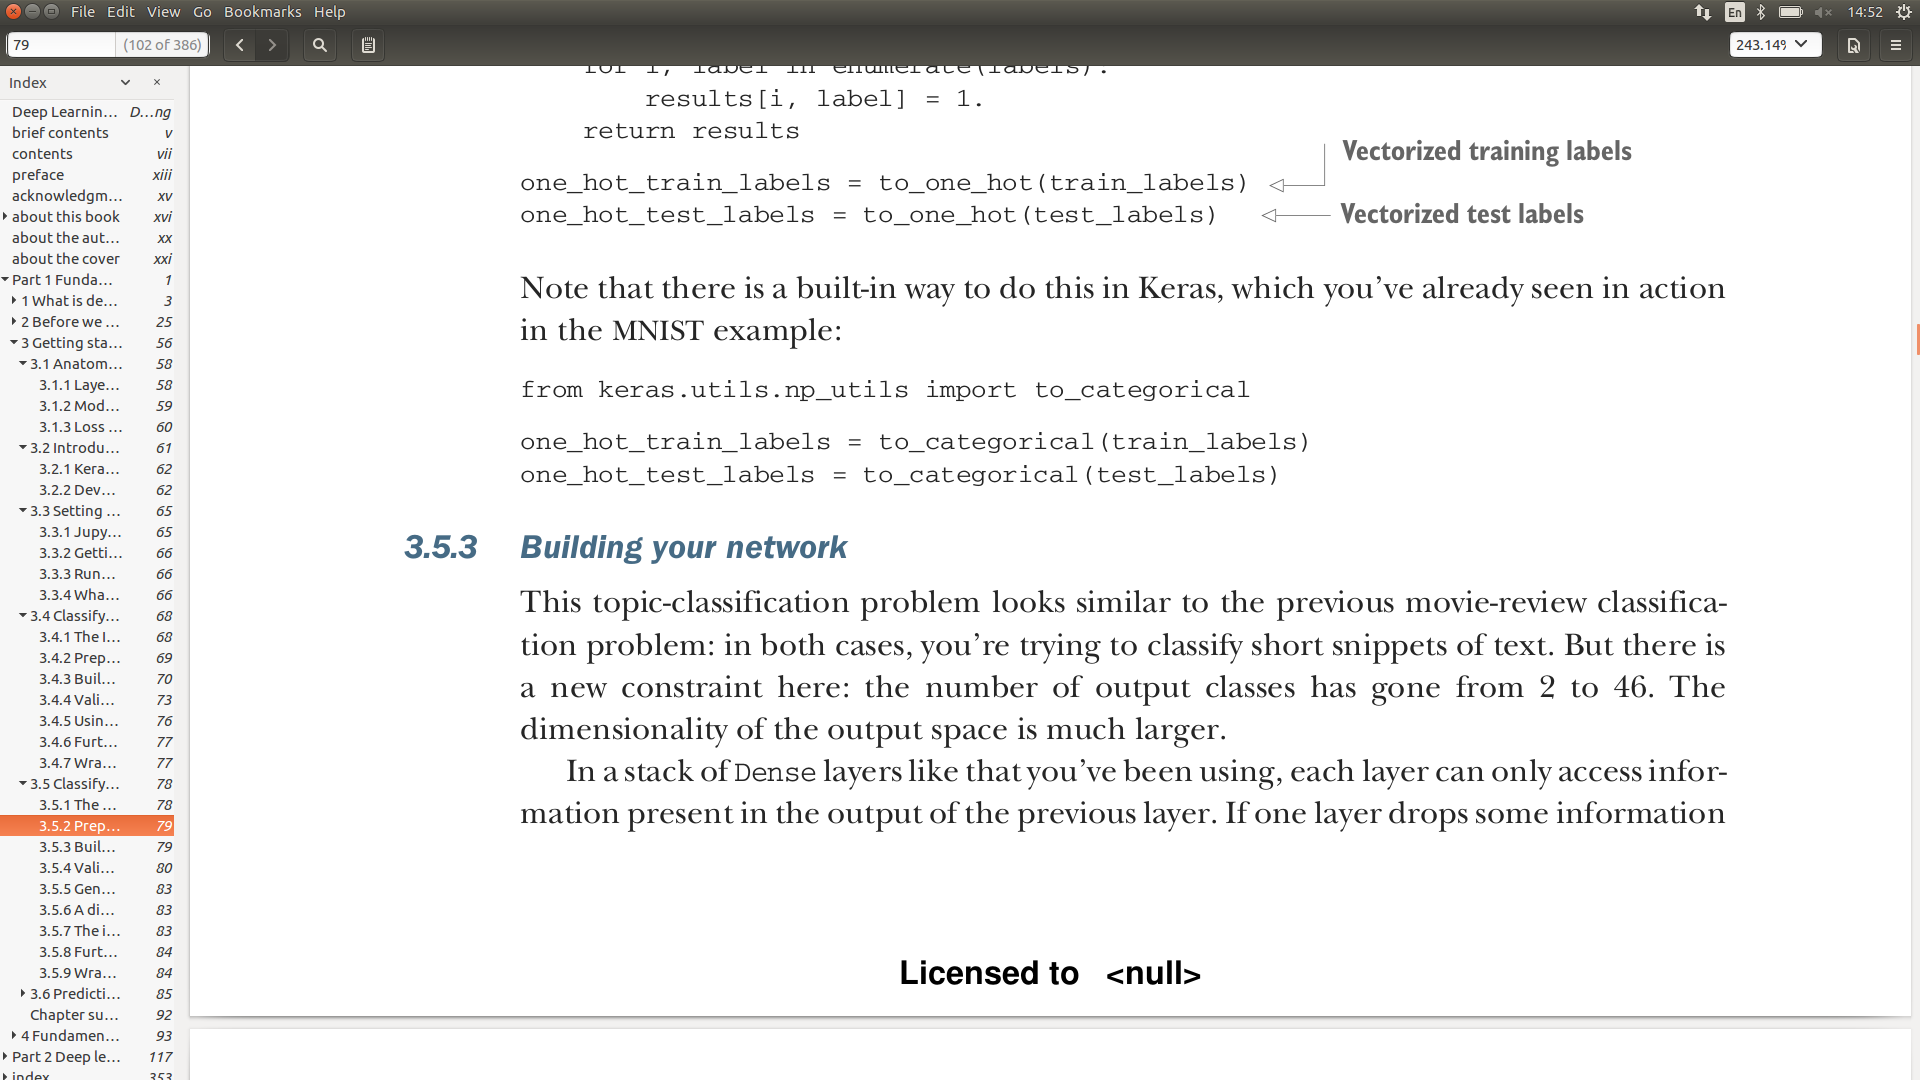 File Edit View Go Bookmarks Help
En 14:52
79 (102 of 386)
243.14%
Index
Deep Learnin... D...ng
brief contents v
contents vii
preface xiii
acknowledgm... xv
about this book xvi
about the aut... xx
about the cover xxi
Part 1 Funda... 1
1 What is de... 3
2 Before we ... 25
3 Getting sta... 56
3.1 Anatom... 58
3.1.1 Laye... 58
3.1.2 Mod... 59
3.1.3 Loss ... 60
3.2 Introdu... 61
3.2.1 Kera... 62
3.2.2 Dev... 62
3.3 Setting ... 65
3.3.1 Jupy... 65
3.3.2 Getti... 66
3.3.3 Run... 66
3.3.4 Wha... 66
3.4 Classify... 68
3.4.1 The I... 68
3.4.2 Prep... 69
3.4.3 Buil... 70
3.4.4 Vali... 73
3.4.5 Usin... 76
3.4.6 Furt... 77
3.4.7 Wra... 77
3.5 Classify... 78
3.5.1 The ... 78
3.5.2 Prep... 79
3.5.3 Buil... 79
3.5.4 Vali... 80
3.5.5 Gen... 83
3.5.6 A di... 83
3.5.7 The i... 83
3.5.8 Furt... 84
3.5.9 Wra... 84
3.6 Predicti... 85
Chapter su... 92
4 Fundamen... 93
Part 2 Deep le... 117
index 353
for i, label in enumerate(labels):
results[i, label] = 1.
return results
Vectorized training labels
one_hot_train_labels = to_one_hot(train_labels)
one_hot_test_labels = to_one_hot(test_labels) Vectorized test labels
Note that there is a built-in way to do this in Keras, which you've already seen in action
in the MNIST example:
from keras.utils.np_utils import to_categorical
one_hot_train_labels = to_categorical(train_labels)
one_hot_test_labels = to_categorical(test_labels)
3.5.3 Building your network
This topic-classification problem looks similar to the previous movie-review classifica-
tion problem: in both cases, you're trying to classify short snippets of text. But there is
a new constraint here: the number of output classes has gone from 2 to 46. The
dimensionality of the output space is much larger.
In a stack of Dense layers like that you've been using, each layer can only access infor-
mation present in the output of the previous layer. If one layer drops some information
Licensed to <null>